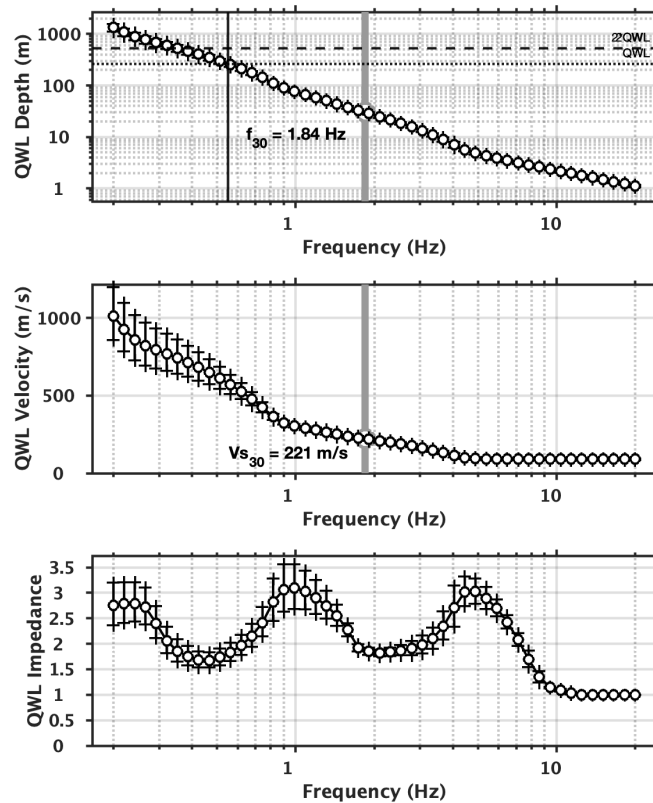 1000
100
10
1
QWL Depth (m)
QWL
f30 = 1.84 Hz
1
10
Frequency (Hz)
1000
500
0
QWL Velocity (m/s)
Vs30 = 221 m/s
1
10
Frequency (Hz)
3.5
3
2.5
2
1.5
1
0.5
0
QWL Impedance
1
10
Frequency (Hz)